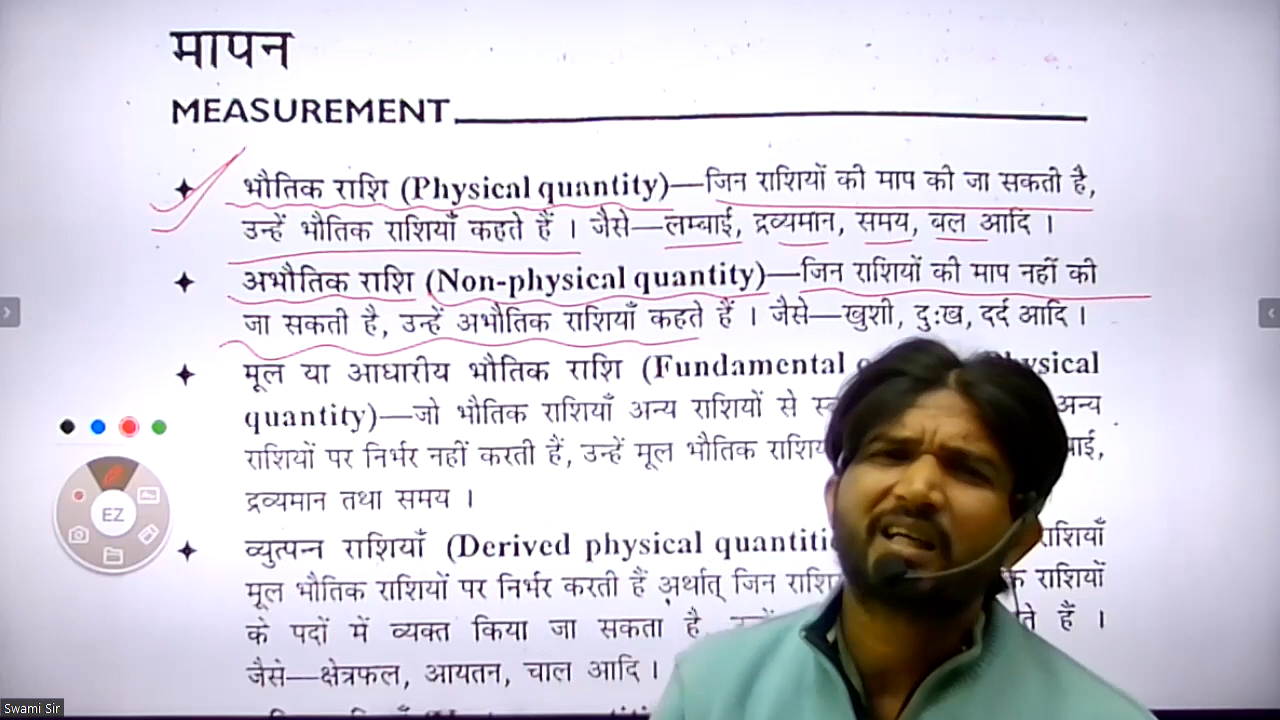 मापन
MEASUREMENT
भौतिक राशि (Physical quantity)—जिन राशियों की माप की जा सकती है,
उन्हें भौतिक राशियाँ कहते हैं । जैसे—लम्बाई, द्रव्यमान, समय, बल आदि ।
अभौतिक राशि (Non-physical quantity)—जिन राशियों की माप नहीं की
जा सकती है, उन्हें अभौतिक राशियाँ कहते हैं । जैसे—खुशी, दुःख, दर्द आदि ।
मूल या आधारीय भौतिक राशि (Fundamental
quantity)—जो भौतिक राशियाँ अन्य राशियों से अन्य
राशियों पर निर्भर नहीं करती हैं, उन्हें मूल भौतिक
द्रव्यमान तथा समय ।
व्युत्पन्न राशियाँ (Derived physical राशियाँ
मूल भौतिक राशियों पर निर्भर करती हैं अर्थात् जिन राशियों
के पदों में व्यक्त किया जा सकता है हैं ।
जैसे—क्षेत्रफल, आयतन, चाल आदि ।
EZ
Swami Sir